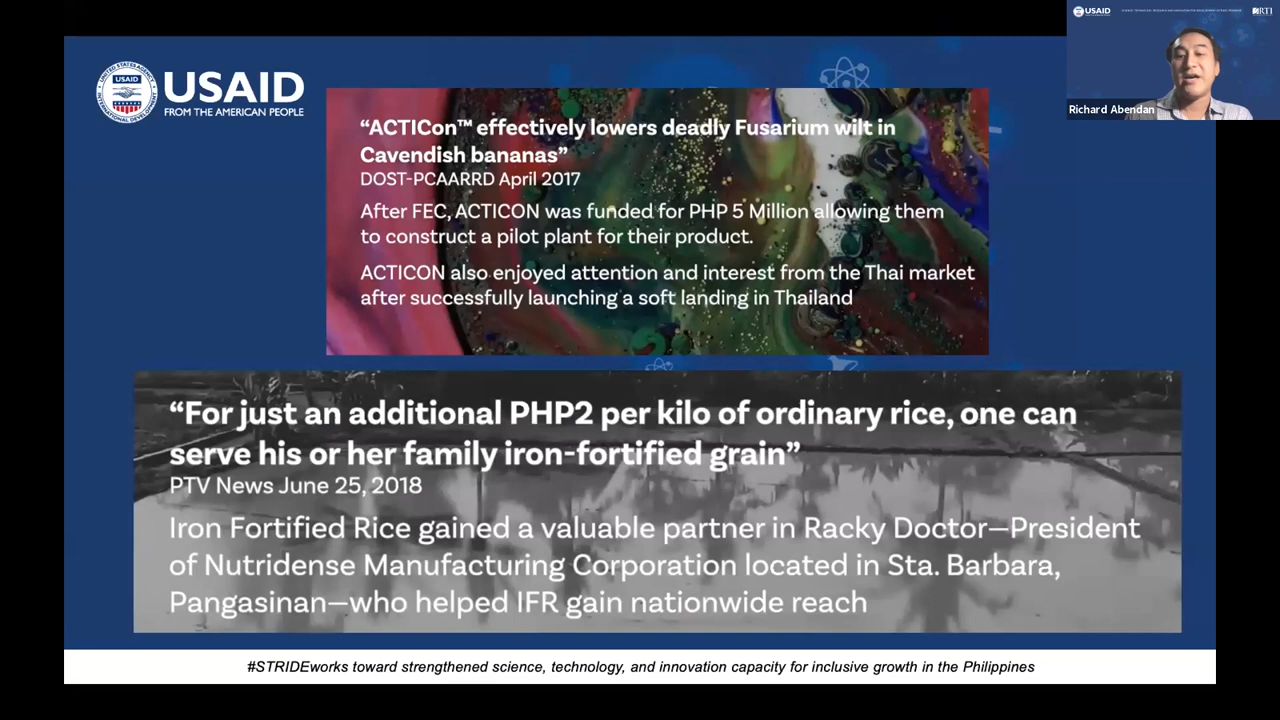 USAID
FROM THE AMERICAN PEOPLE
USAID
“ACTICon™ effectively lowers deadly Fusarium wilt in
Cavendish bananas”
DOST-PCAARRD April 2017
After FEC, ACTICON was funded for PHP 5 Million allowing them
to construct a pilot plant for their product.
ACTICON also enjoyed attention and interest from the Thai market
after successfully launching a soft landing in Thailand
“For just an additional PHP2 per kilo of ordinary rice, one can
serve his or her family iron-fortified grain”
PTV News June 25, 2018
Iron Fortified Rice gained a valuable partner in Racky Doctor—President
of Nutridense Manufacturing Corporation located in Sta. Barbara,
Pangasinan—who helped IFR gain nationwide reach
#STRIDEworks toward strengthened science, technology, and innovation capacity for inclusive growth in the Philippines
USAID
RTI
Richard Abendan